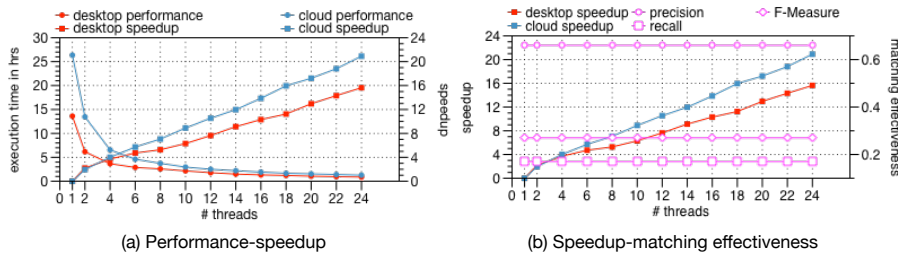 desktop performance
cloud performance
desktop speedup
cloud speedup
execution time in hrs
30
25
20
15
10
5
0
24
20
16
12
8
4
0
speedup
0 1 2 4 6 8 10 12 14 16 18 20 22 24
# threads
(a) Performance-speedup
desktop speedup
precision
F-Measure
cloud speedup
recall
speedup
24
20
16
12
8
4
0
0.6
0.4
0.2
matching effectiveness
0 1 2 4 6 8 10 12 14 16 18 20 22 24
# threads
(b) Speedup-matching effectiveness